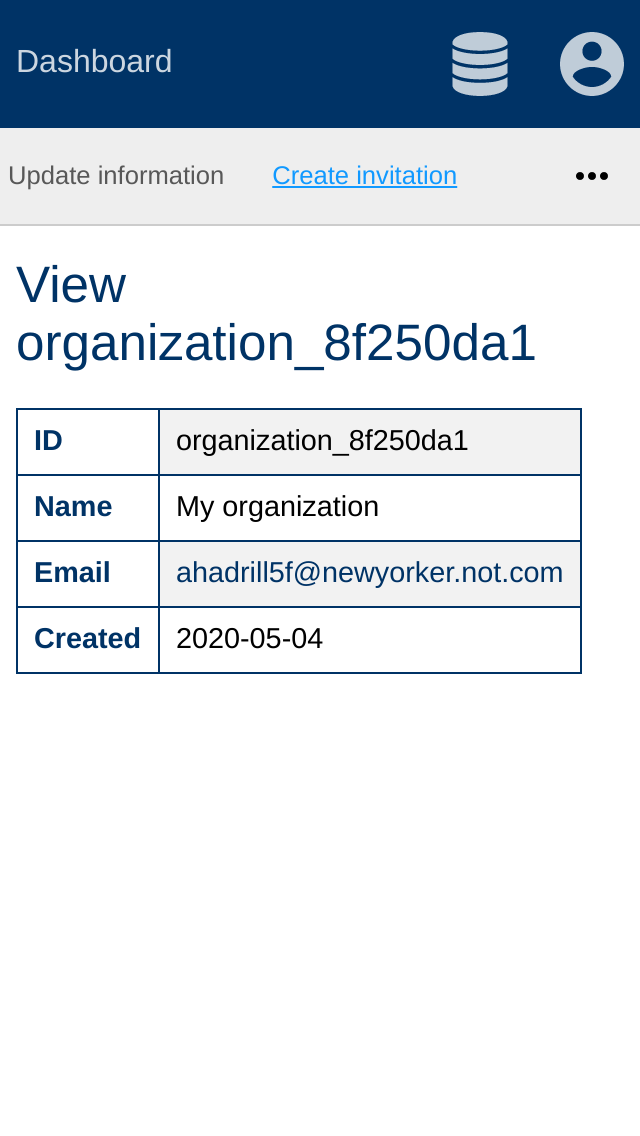 Dashboard
Update information Create invitation
View
organization_8f250da1
ID organization_8f250da1
Name My organization
Email ahadrill5f@newyorker.not.com
Created 2020-05-04